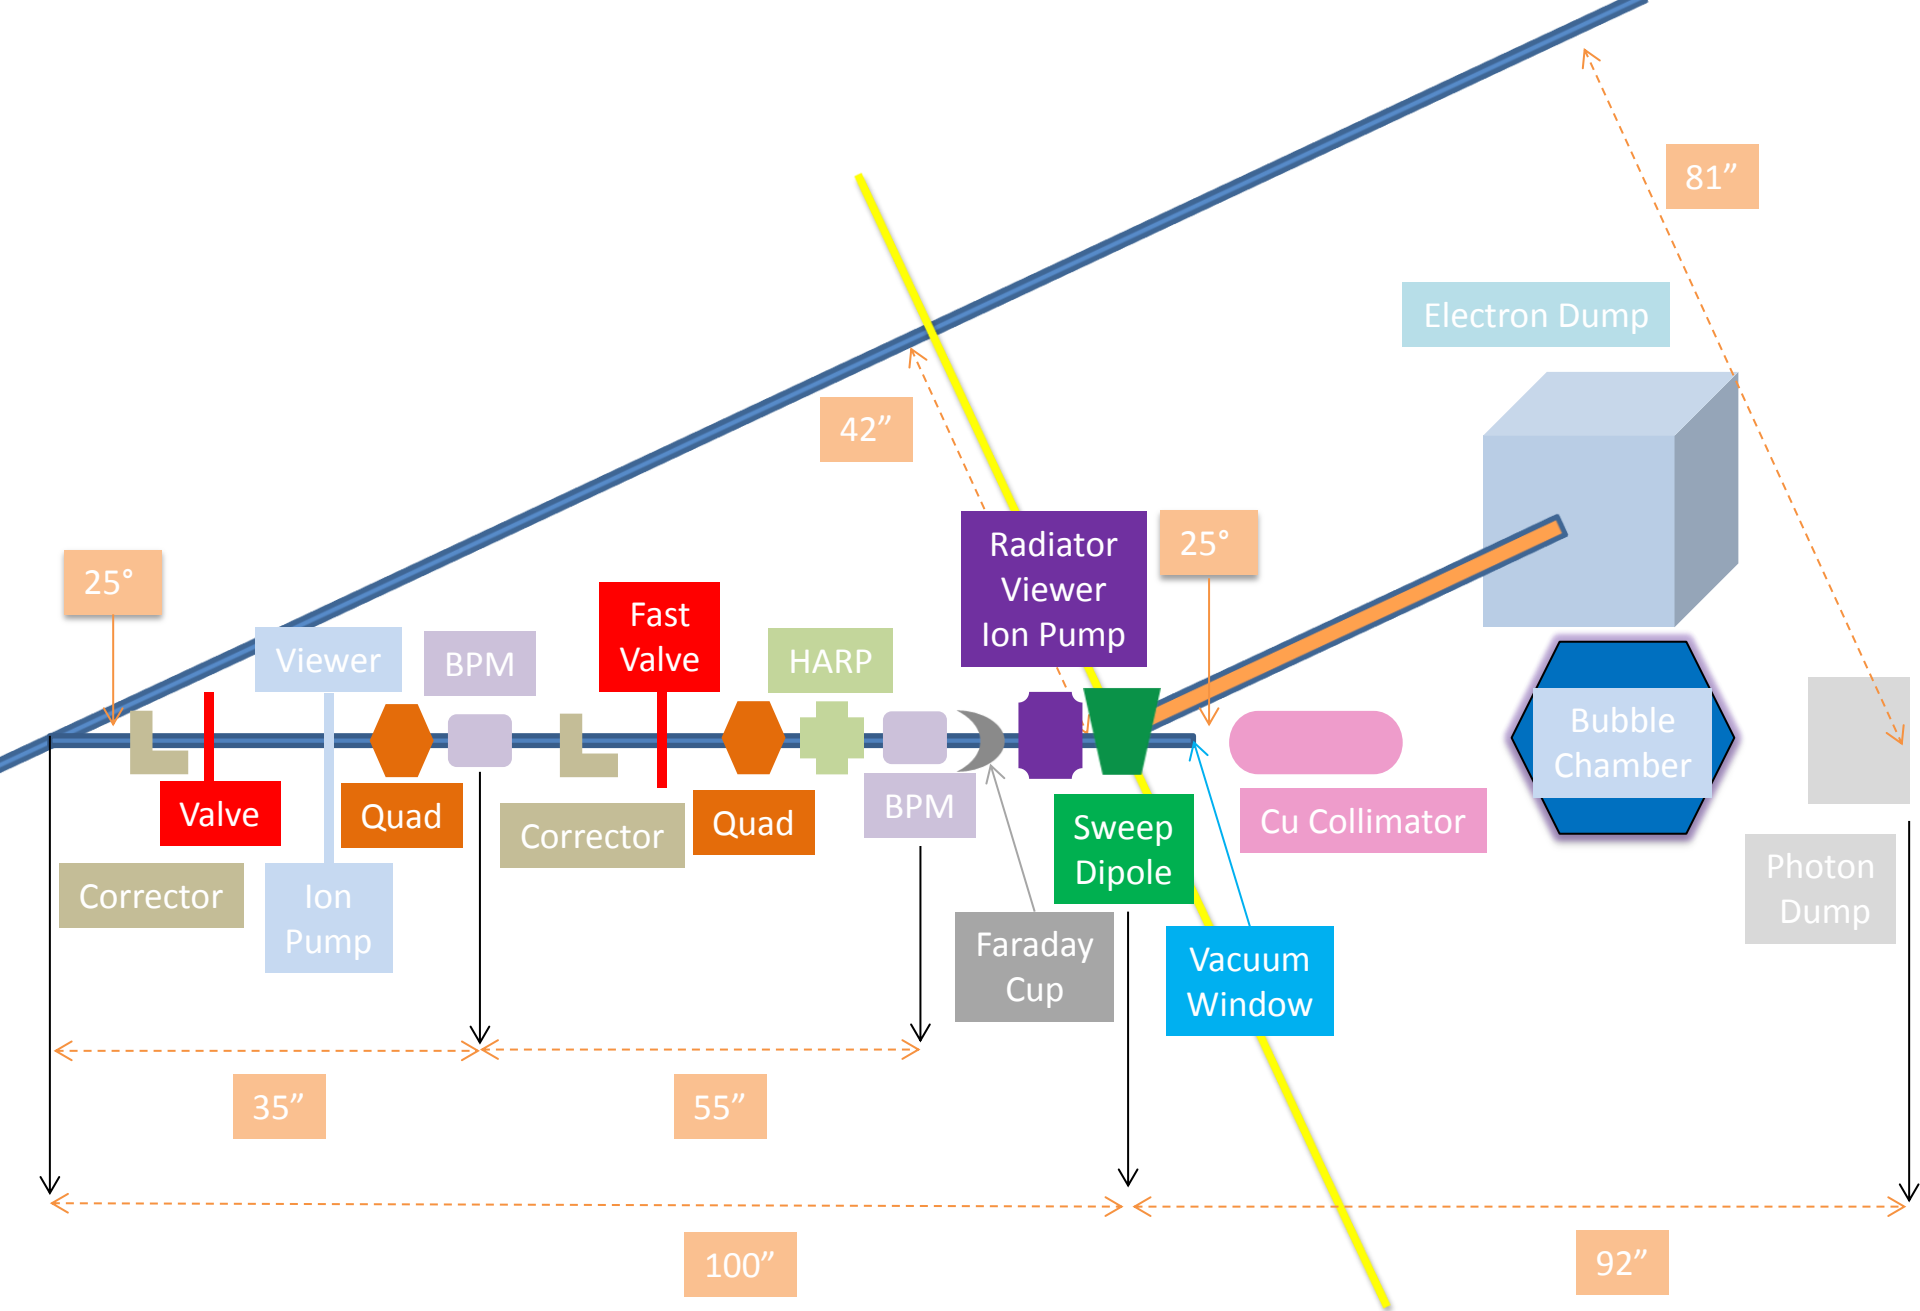 81”
Electron Dump
42”
Radiator
Viewer
Ion Pump
25°
25°
Fast
Valve
Viewer
BPM
HARP
Bubble
Chamber
Valve
Quad
Corrector
Quad
BPM
Sweep
Dipole
Cu Collimator
Photon
Dump
Corrector
Ion
Pump
Faraday
Cup
Vacuum
Window
35”
55”
100”
92”